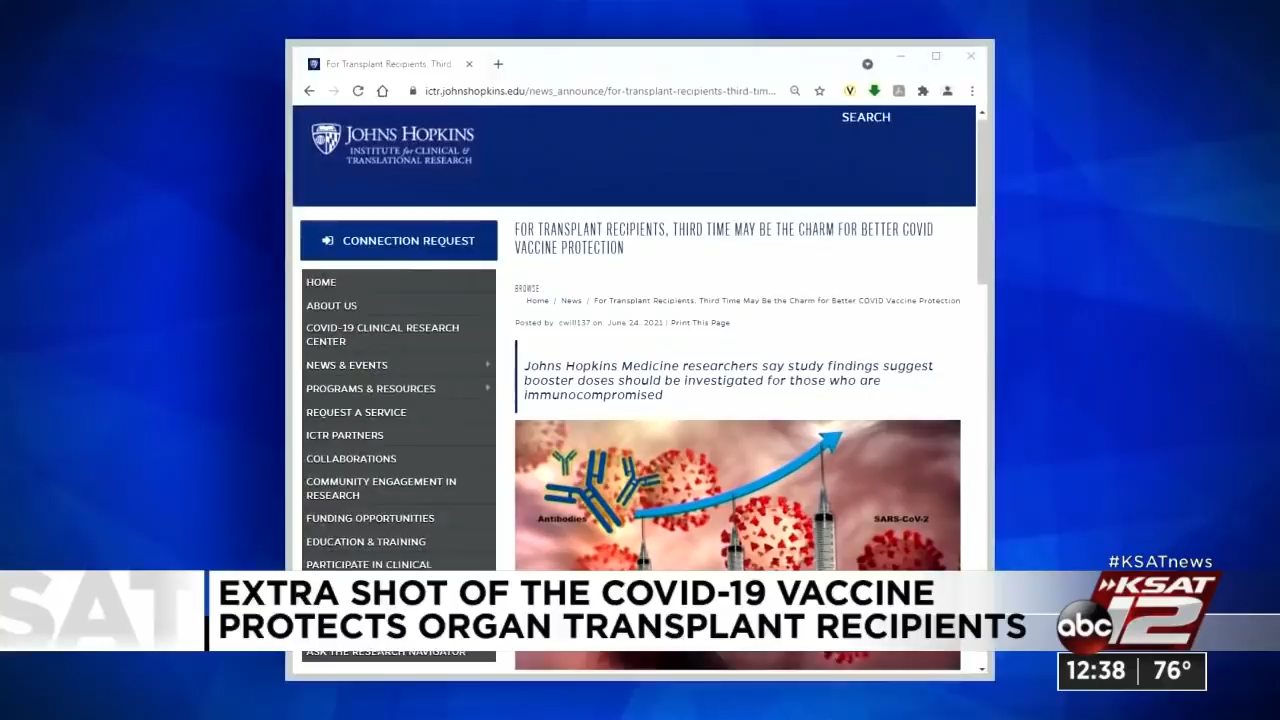 For Transplant Recipients, Third
ictr.johnshopkins.edu/news_announce/for-transplant-recipients-third-tim...
SEARCH
JOHNS HOPKINS
INSTITUTE for CLINICAL &
TRANSLATIONAL RESEARCH
CONNECTION REQUEST
HOME
ABOUT US
COVID-19 CLINICAL RESEARCH
CENTER
NEWS & EVENTS
PROGRAMS & RESOURCES
REQUEST A SERVICE
ICTR PARTNERS
COLLABORATIONS
COMMUNITY ENGAGEMENT IN
RESEARCH
FUNDING OPPORTUNITIES
EDUCATION & TRAINING
PARTICIPATE IN CLINICAL
ASK THE RESEARCH NAVIGATOR
FOR TRANSPLANT RECIPIENTS, THIRD TIME MAY BE THE CHARM FOR BETTER COVID
VACCINE PROTECTION
BROWSE:
Home / News / For Transplant Recipients, Third Time May Be the Charm for Better COVID Vaccine Protection
Posted by cwill137 on: June 24, 2021 | Print This Page
Johns Hopkins Medicine researchers say study findings suggest
booster doses should be investigated for those who are
immunocompromised
Antibodies
SARS-CoV-2
#KSATnews
SAT
EXTRA SHOT OF THE COVID-19 VACCINE
PROTECTS ORGAN TRANSPLANT RECIPIENTS
KSAT
abc
12
12:38 76°